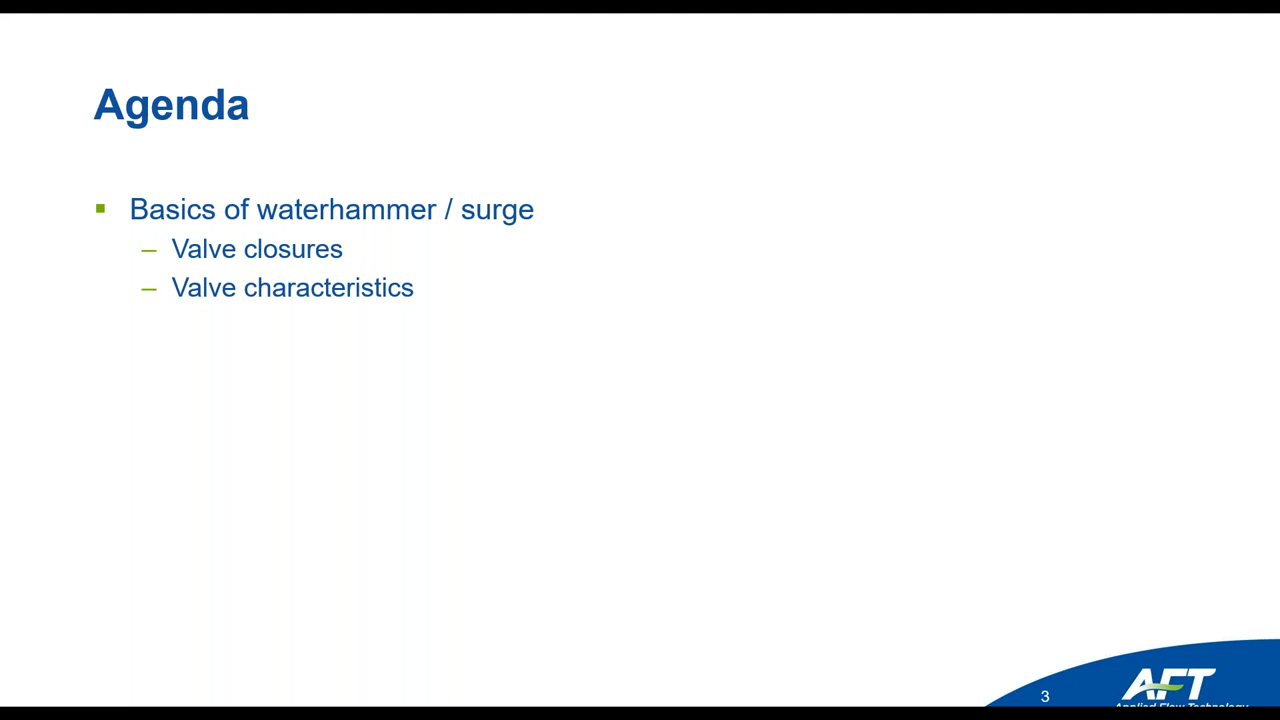 Agenda
▪ Basics of waterhammer / surge
– Valve closures
– Valve characteristics
3
AFT
Applied Flow Technology